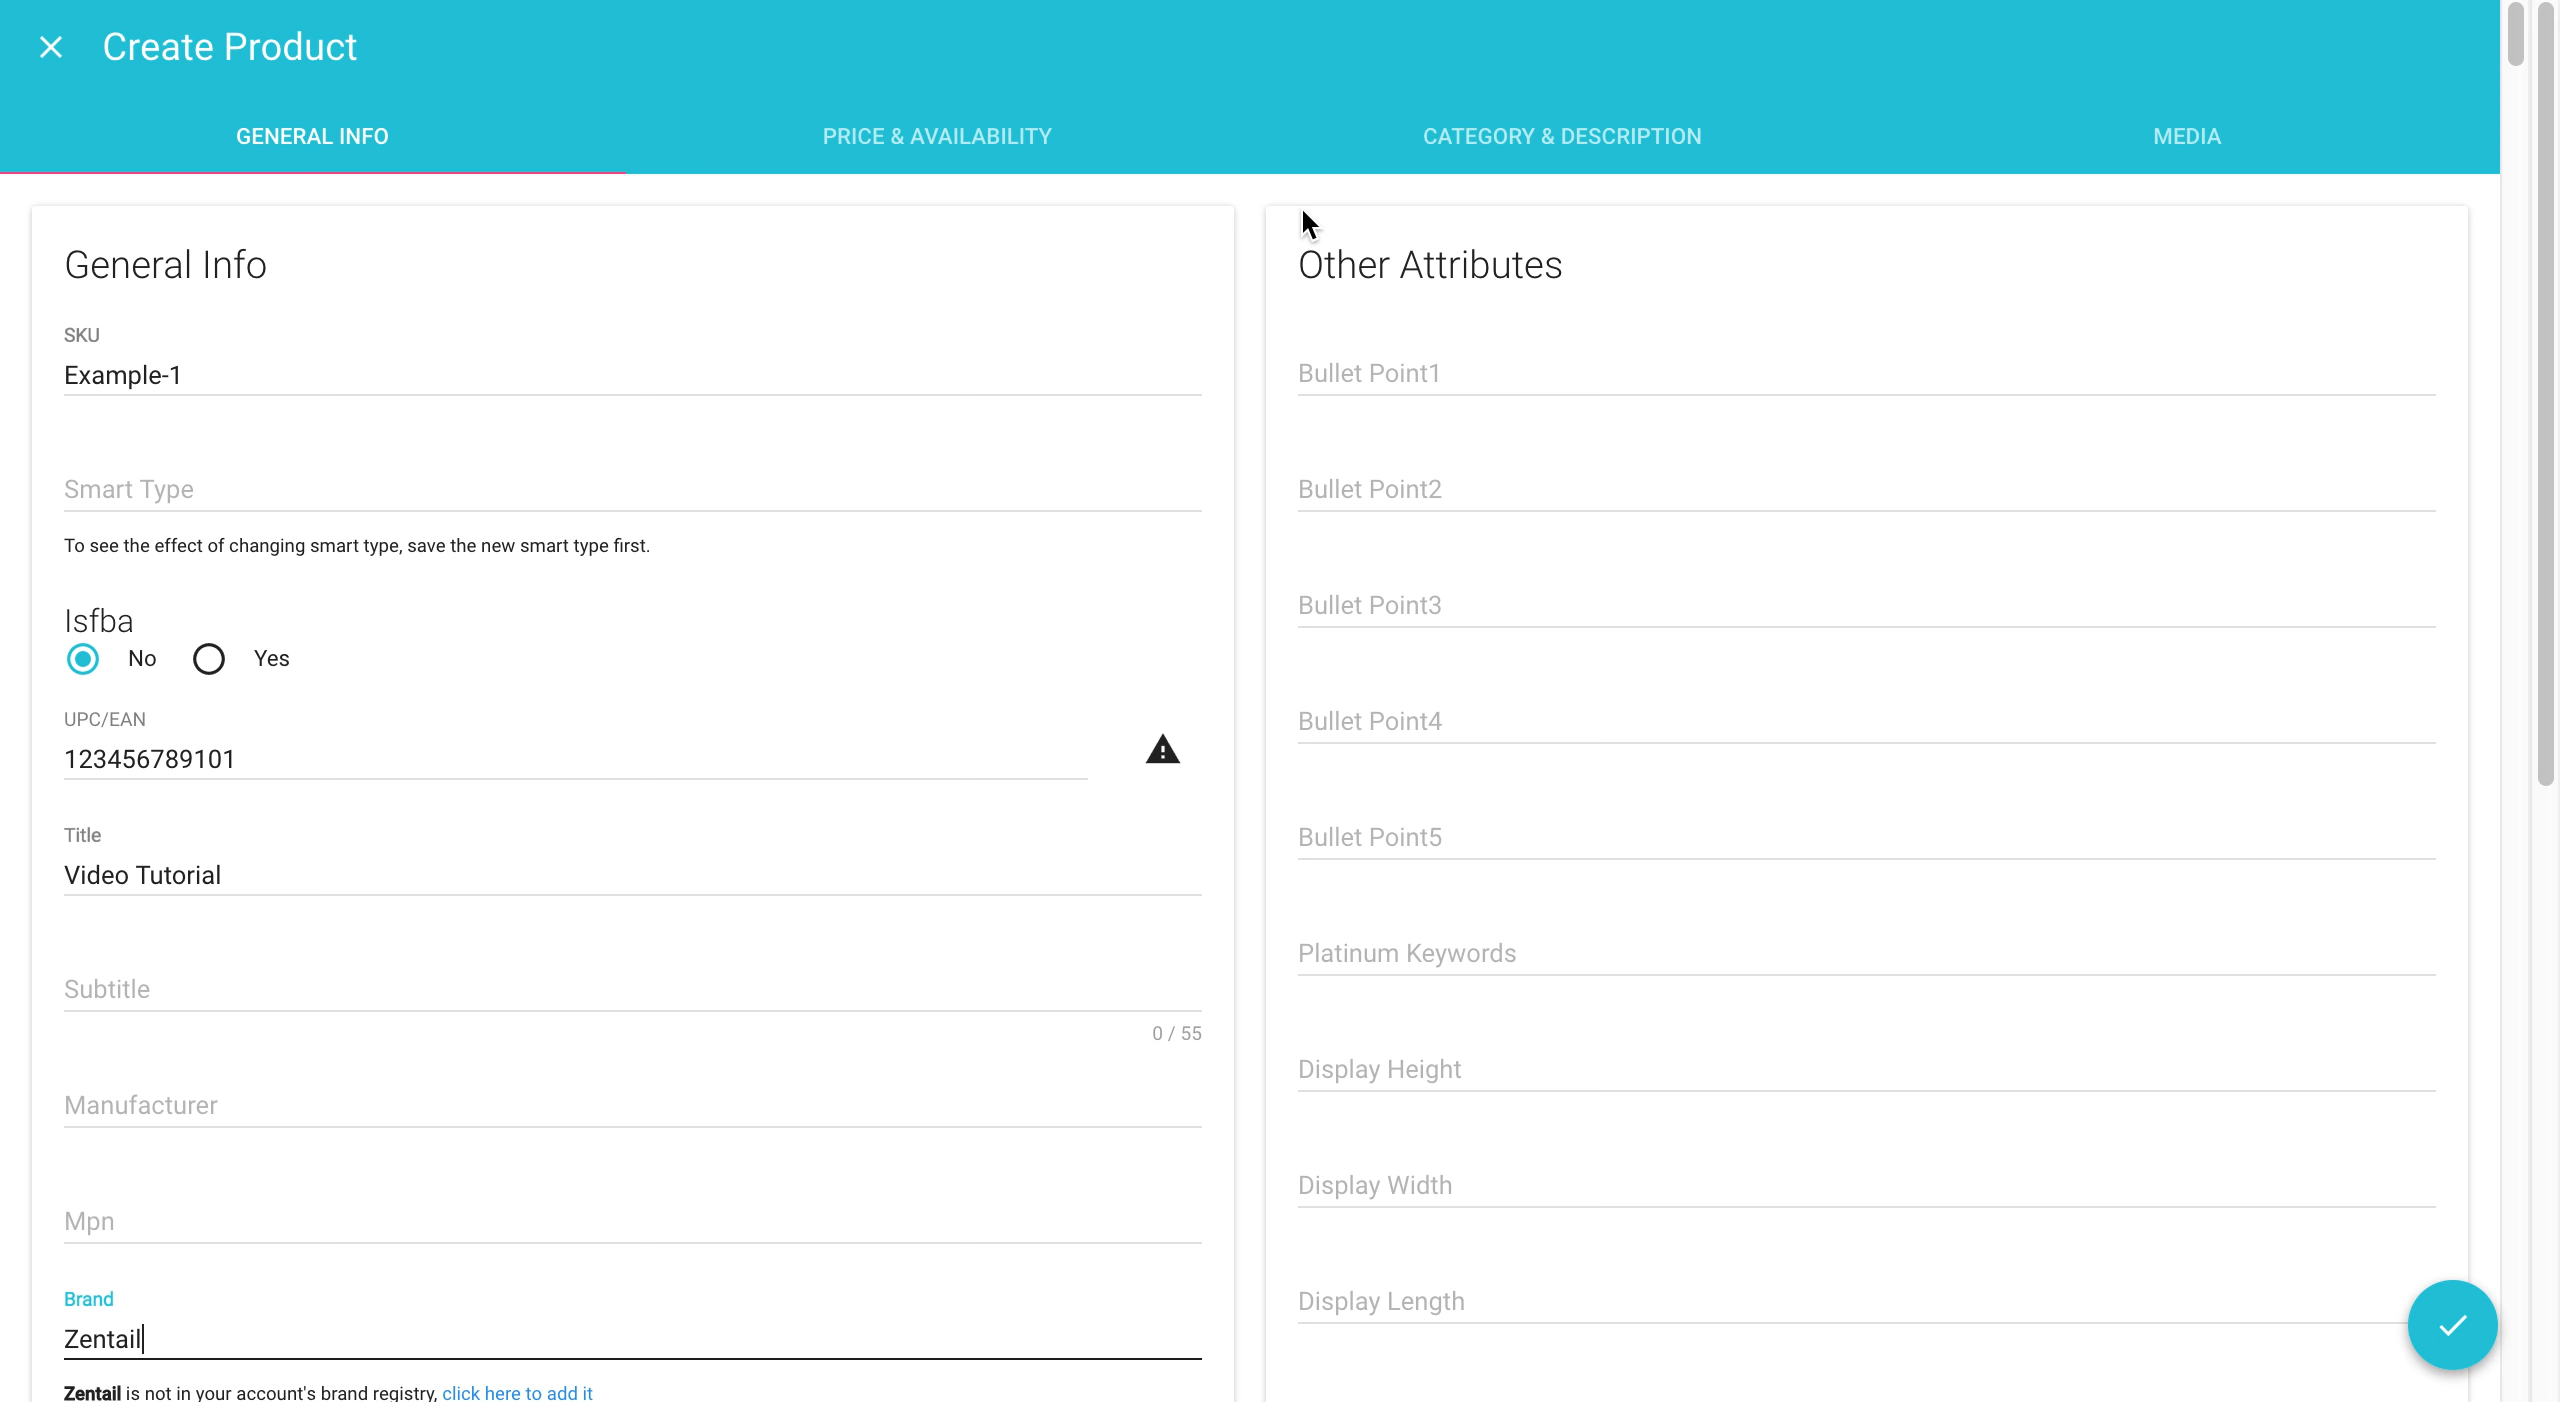 Create Product
GENERAL INFO
PRICE & AVAILABILITY
CATEGORY & DESCRIPTION
MEDIA
General Info
SKU
Example-1
Smart Type
To see the effect of changing smart type, save the new smart type first.
Isfba
No
Yes
UPC/EAN
123456789101
Title
Video Tutorial
Subtitle
0 / 55
Manufacturer
Mpn
Brand
Zentail
Zentail is not in your account's brand registry, click here to add it
Other Attributes
Bullet Point1
Bullet Point2
Bullet Point3
Bullet Point4
Bullet Point5
Platinum Keywords
Display Height
Display Width
Display Length